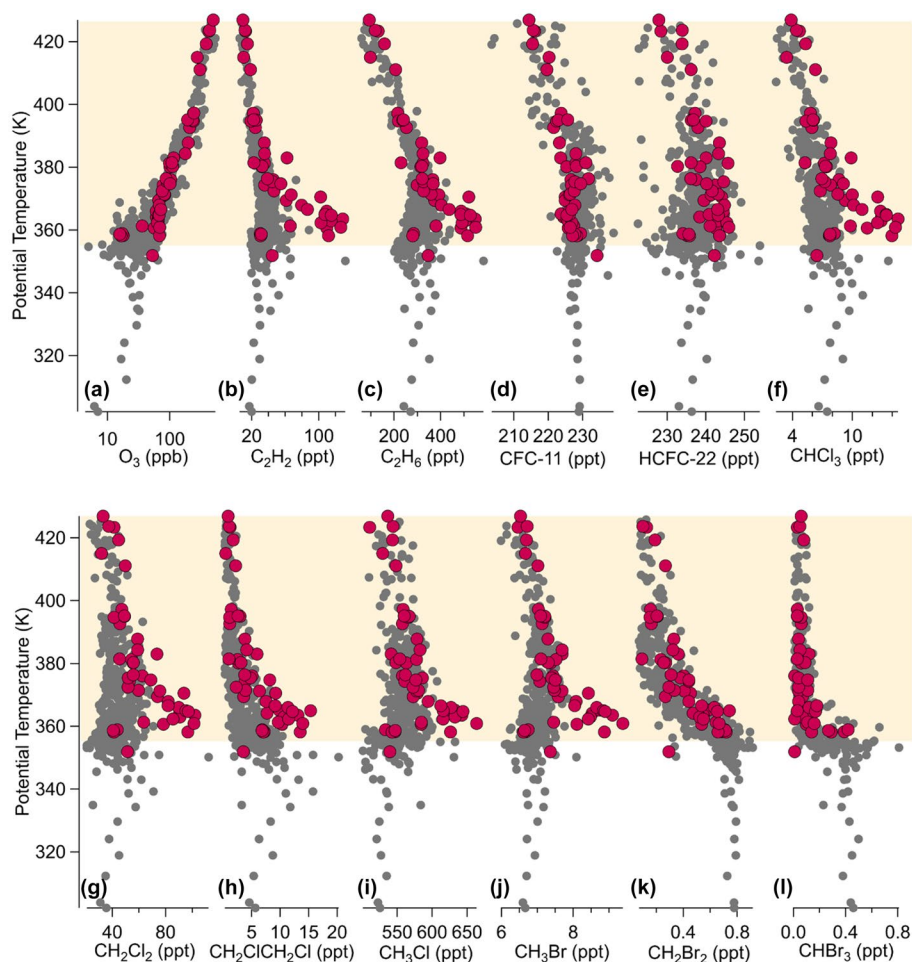 Potential Temperature (K)
420
400
380
360
340
320
(a) (b) (c) (d) (e) (f)
10 100 20 100 200 400 210 220 230 230 240 250 4 10
O3 (ppb) C2H2 (ppt) C2H6 (ppt) CFC-11 (ppt) HCFC-22 (ppt) CHCl3 (ppt)
Potential Temperature (K)
420
400
380
360
340
320
(g) (h) (i) (j) (k) (l)
40 80 0 5 10 15 20 550 600 650 6 8 0.4 0.8 0.0 0.4 0.8
CH2Cl2 (ppt) CH2ClCH2Cl (ppt) CH3Cl (ppt) CH3Br (ppt) CH2Br2 (ppt) CHBr3 (ppt)